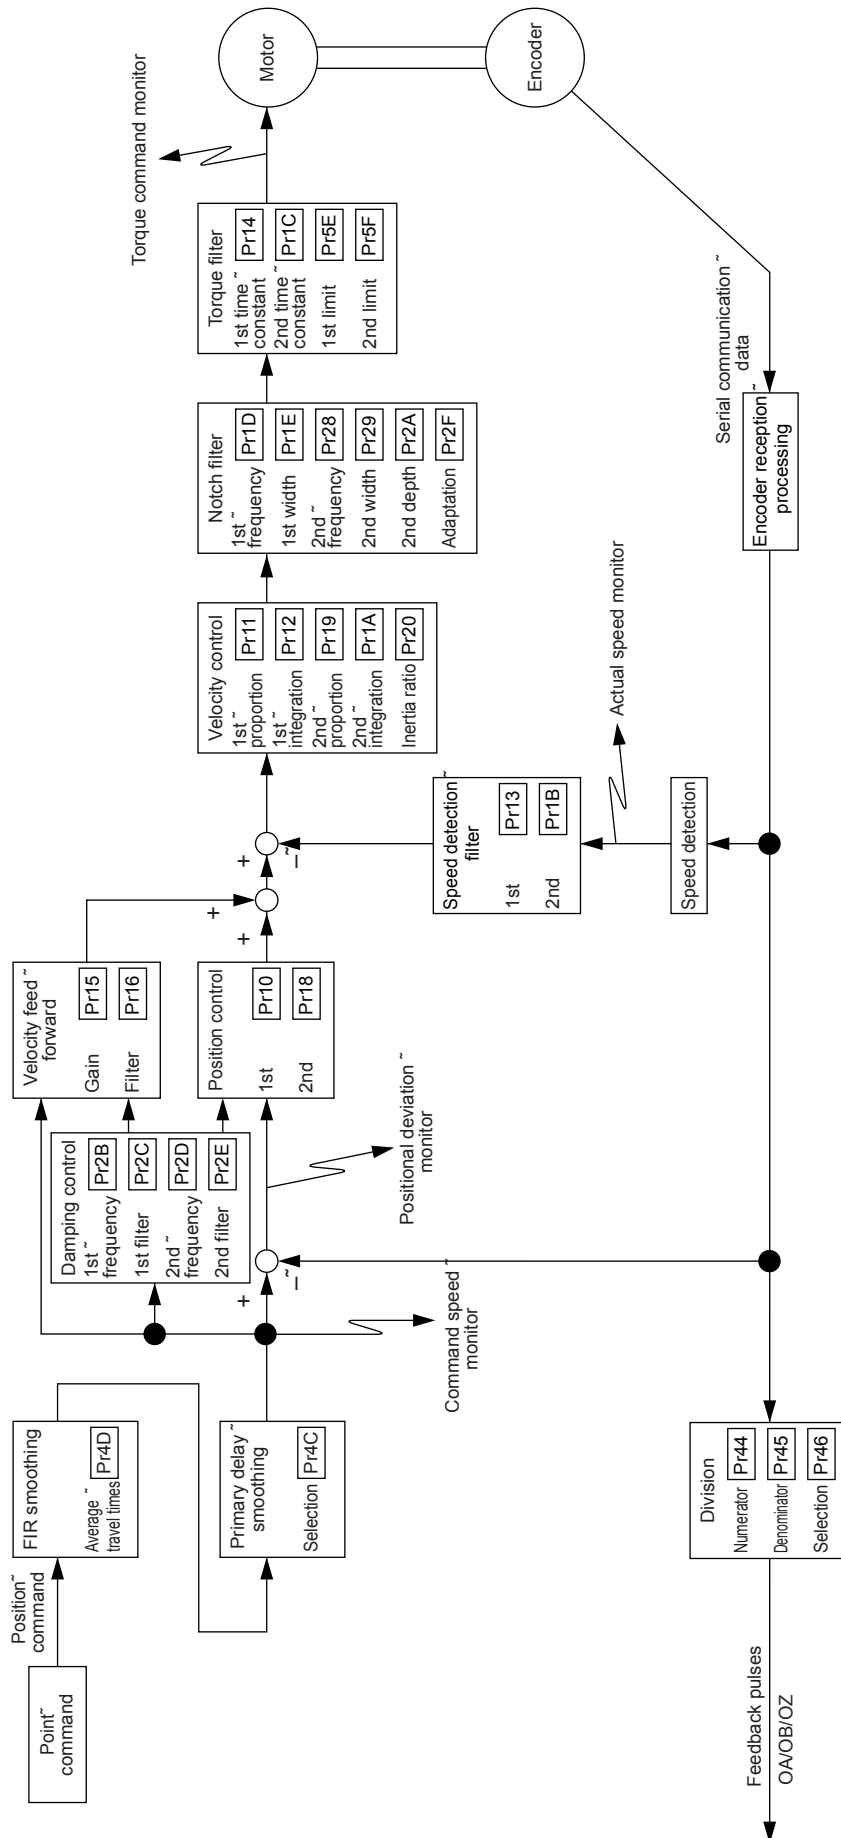 Point~
command
Position~
command
FIR smoothing
Average~
travel times
Pr4D
Primary delay~
smoothing
Selection
Pr4C
Command speed~
monitor
Damping control
1st~
frequency
Pr2B
1st filter
Pr2C
2nd~
frequency
Pr2D
2nd filter
Pr2E
+
−~
Positional deviation~
monitor
Velocity feed~
forward
Gain
Pr15
Filter
Pr16
Position control
1st
Pr10
2nd
Pr18
+
+
+
−~
Velocity control
1st~
proportion
Pr11
1st~
integration
Pr12
2nd~
proportion
Pr19
2nd~
integration
Pr1A
Inertia ratio
Pr20
Notch filter
1st~
frequency
Pr1D
1st width
Pr1E
2nd~
frequency
Pr28
2nd width
Pr29
2nd depth
Pr2A
Adaptation
Pr2F
Torque filter
1st time~
constant
Pr14
2nd time~
constant
Pr1C
1st limit
Pr5E
2nd limit
Pr5F
Torque command monitor
Motor
Encoder
Speed detection~
filter
1st
Pr13
2nd
Pr1B
Actual speed monitor
Speed detection
Serial communication~
data
Encoder reception~
processing
Division
Numerator
Pr44
Denominator
Pr45
Selection
Pr46
Feedback pulses
OA/OB/OZ